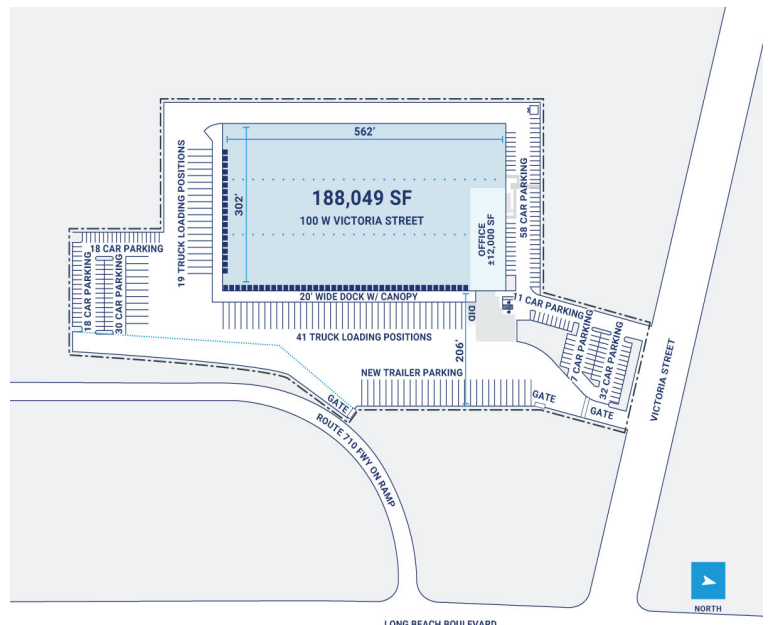 562'
188,049 SF
100 W VICTORIA STREET
302'
OFFICE
±12,000 SF
19 TRUCK LOADING POSITIONS
58 CAR PARKING
18 CAR PARKING
18 CAR PARKING
30 CAR PARKING
20' WIDE DOCK W/ CANOPY
DID
11 CAR PARKING
41 TRUCK LOADING POSITIONS
206'
7 CAR PARKING
32 CAR PARKING
NEW TRAILER PARKING
GATE
GATE
GATE
VICTORIA STREET
ROUTE 710 FWY ON RAMP
NORTH
LONG BEACH BOULEVARD